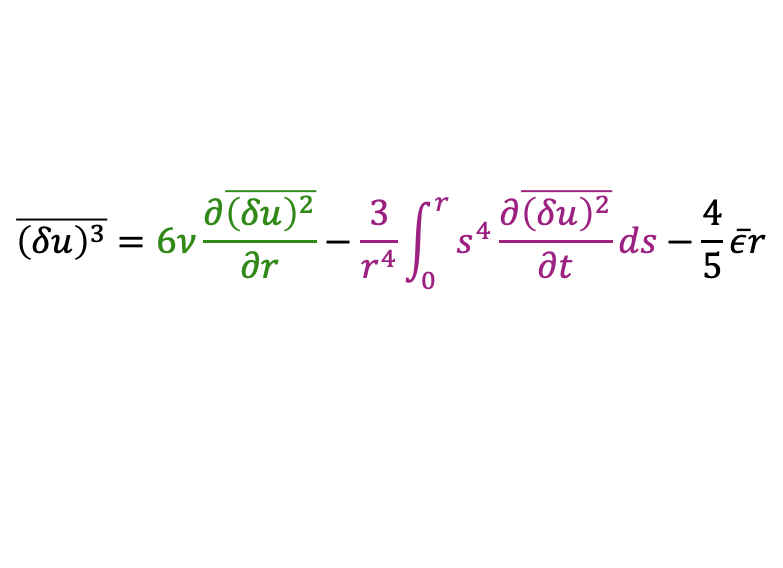 $\overline{(\delta u)^3} = 6\nu \frac{\partial \overline{(\delta u)^2}}{\partial r} - \frac{3}{r^4} \int_0^r s^4 \frac{\partial \overline{(\delta u)^2}}{\partial t} ds - \frac{4}{5} \bar{\epsilon} r$